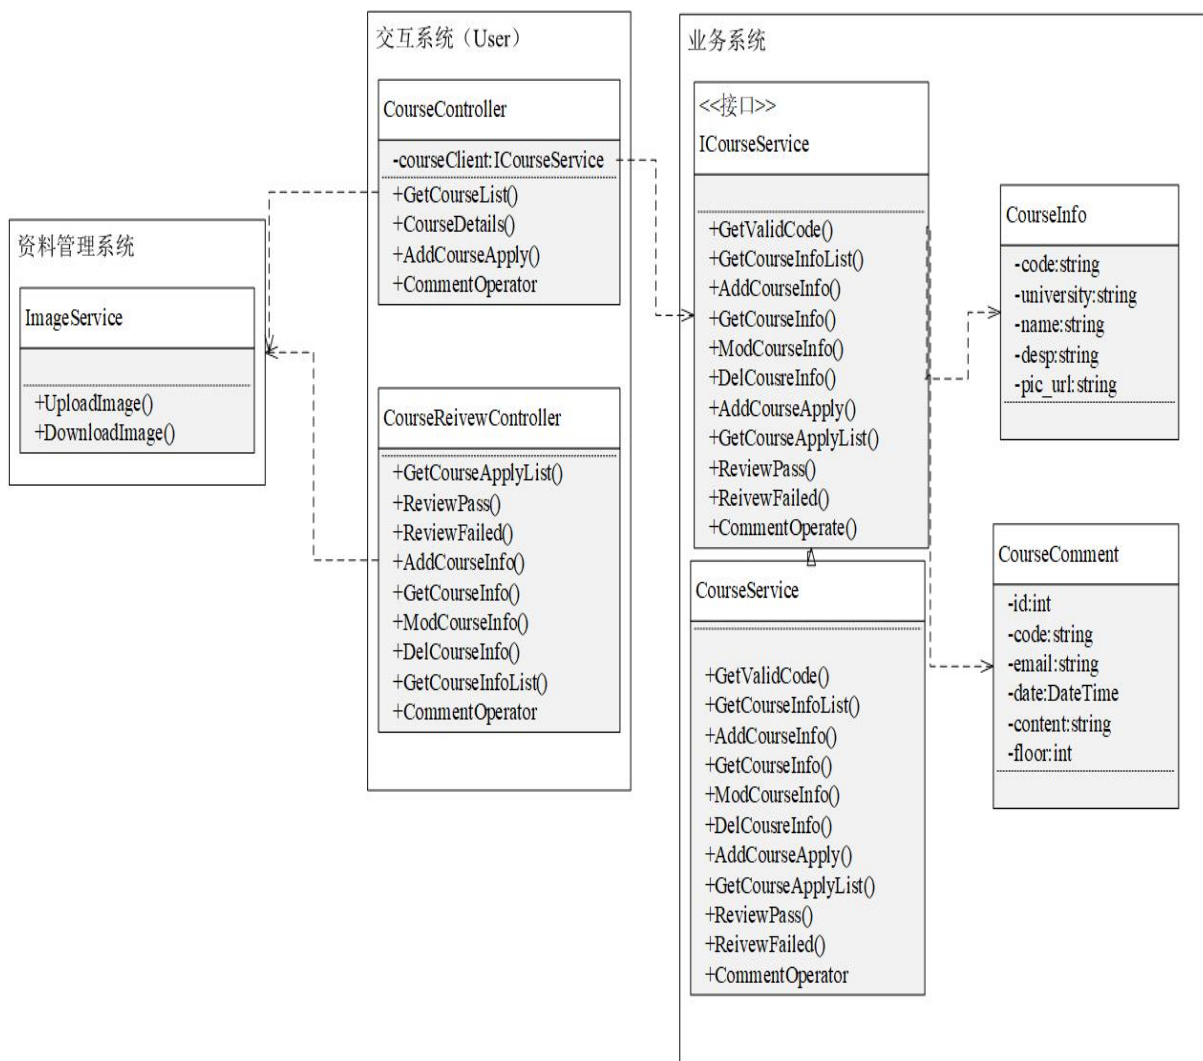 资料管理系统
ImageService
+UploadImage()
+DownloadImage()
交互系统（User）
CourseController
-courseClient:ICourseService
+GetCourseList()
+CourseDetails()
+AddCourseApply()
+CommentOperator
CourseReivewController
+GetCourseApplyList()
+ReviewPass()
+ReviewFailed()
+AddCourseInfo()
+GetCourseInfo()
+ModCourseInfo()
+DelCourseInfo()
+GetCourseInfoList()
+CommentOperator
业务系统
<<接口>>
ICourseService
+GetValidCode()
+GetCourseInfoList()
+AddCourseInfo()
+GetCourseInfo()
+ModCourseInfo()
+DelCousreInfo()
+AddCourseApply()
+GetCourseApplyList()
+ReviewPass()
+ReivewFailed()
+CommentOperate()
CourseService
+GetValidCode()
+GetCourseInfoList()
+AddCourseInfo()
+GetCourseInfo()
+ModCourseInfo()
+DelCousreInfo()
+AddCourseApply()
+GetCourseApplyList()
+ReviewPass()
+ReivewFailed()
+CommentOperator
CourseInfo
-code:string
-university:string
-name:string
-desp:string
-pic_url:string
CourseComment
-id:int
-code:string
-email:string
-date:DateTime
-content:string
-floor:int